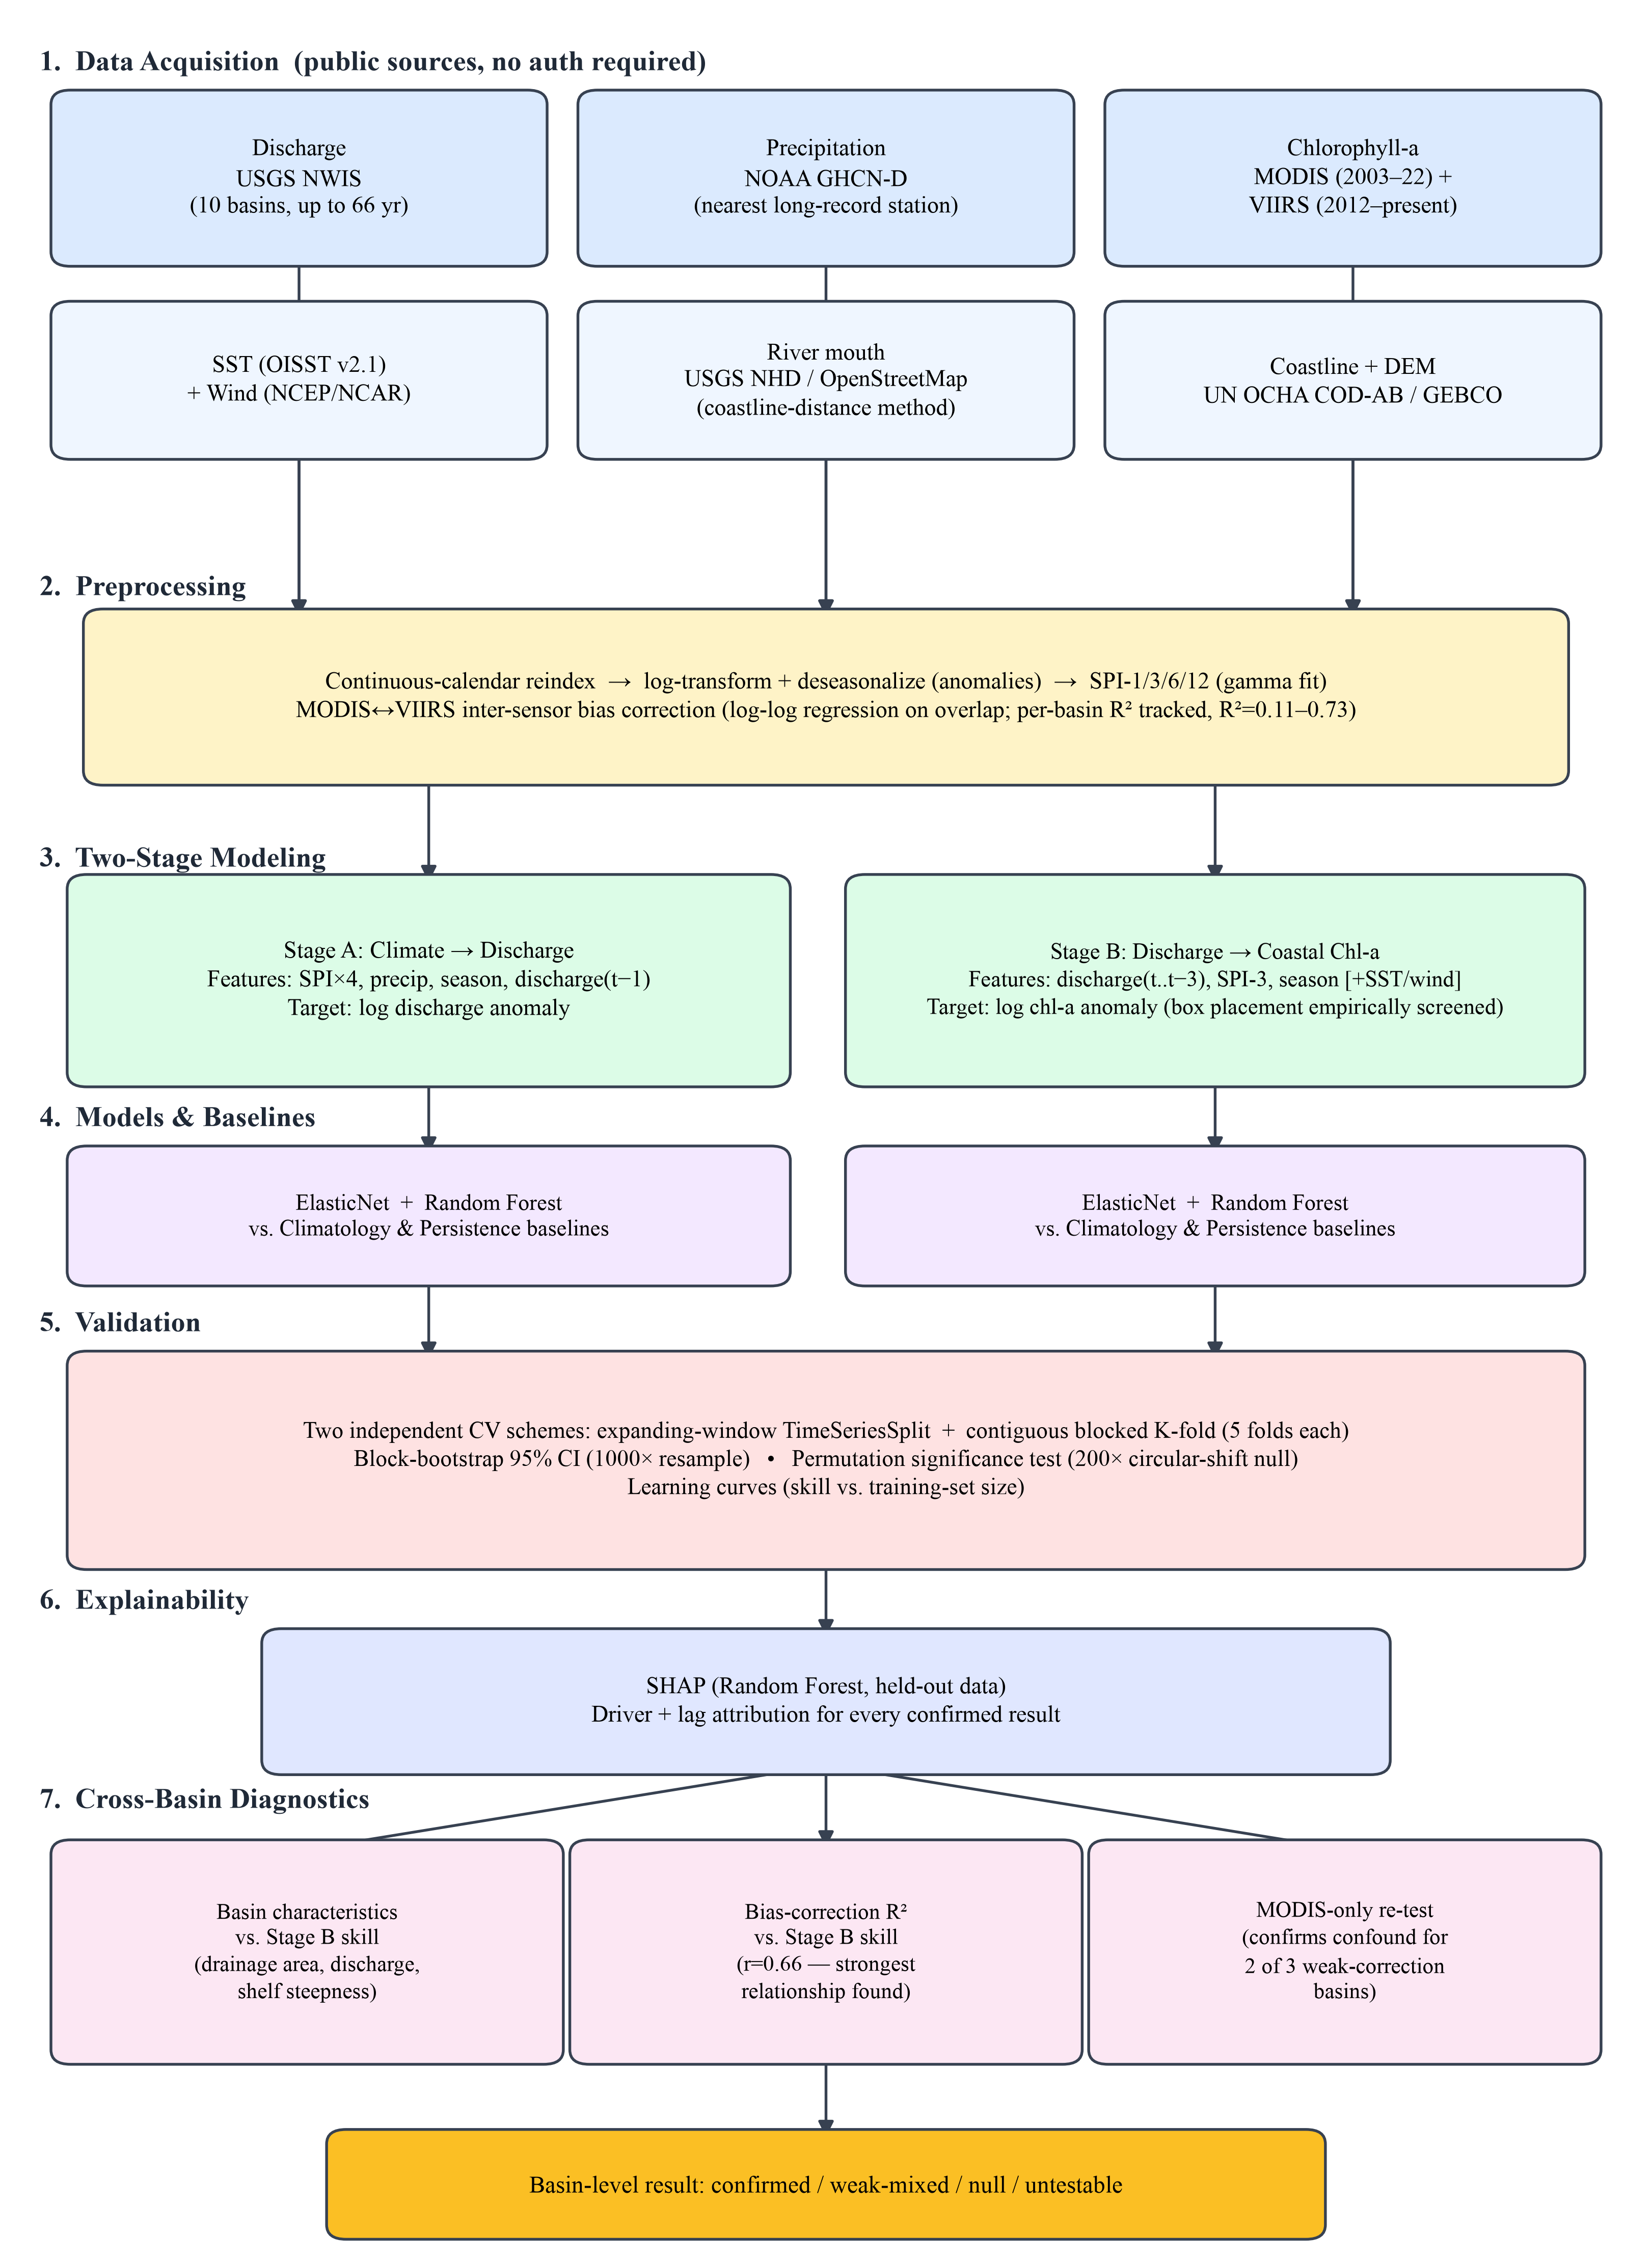 1.  Data Acquisition  (public sources, no auth required)
Discharge
USGS NWIS
(10 basins, up to 66 yr)
Precipitation
NOAA GHCN-D
(nearest long-record station)
Chlorophyll-a
MODIS (2003–22) +
VIIRS (2012–present)
SST (OISST v2.1)
+ Wind (NCEP/NCAR)
River mouth
USGS NHD / OpenStreetMap
(coastline-distance method)
Coastline + DEM
UN OCHA COD-AB / GEBCO
2.  Preprocessing
Continuous-calendar reindex → log-transform + deseasonalize (anomalies) → SPI-1/3/6/12 (gamma fit)
MODIS↔VIIRS inter-sensor bias correction (log-log regression on overlap; per-basin R² tracked, R²=0.11–0.73)
3.  Two-Stage Modeling
Stage A: Climate → Discharge
Features: SPI×4, precip, season, discharge(t−1)
Target: log discharge anomaly
Stage B: Discharge → Coastal Chl-a
Features: discharge(t..t−3), SPI-3, season [+SST/wind]
Target: log chl-a anomaly (box placement empirically screened)
4.  Models & Baselines
ElasticNet + Random Forest
vs. Climatology & Persistence baselines
ElasticNet + Random Forest
vs. Climatology & Persistence baselines
5.  Validation
Two independent CV schemes: expanding-window TimeSeriesSplit + contiguous blocked K-fold (5 folds each)
Block-bootstrap 95% CI (1000× resample) • Permutation significance test (200× circular-shift null)
Learning curves (skill vs. training-set size)
6.  Explainability
SHAP (Random Forest, held-out data)
Driver + lag attribution for every confirmed result
7.  Cross-Basin Diagnostics
Basin characteristics
vs. Stage B skill
(drainage area, discharge,
shelf steepness)
Bias-correction R²
vs. Stage B skill
(r=0.66 — strongest
relationship found)
MODIS-only re-test
(confirms confound for
2 of 3 weak-correction
basins)
Basin-level result: confirmed / weak-mixed / null / untestable